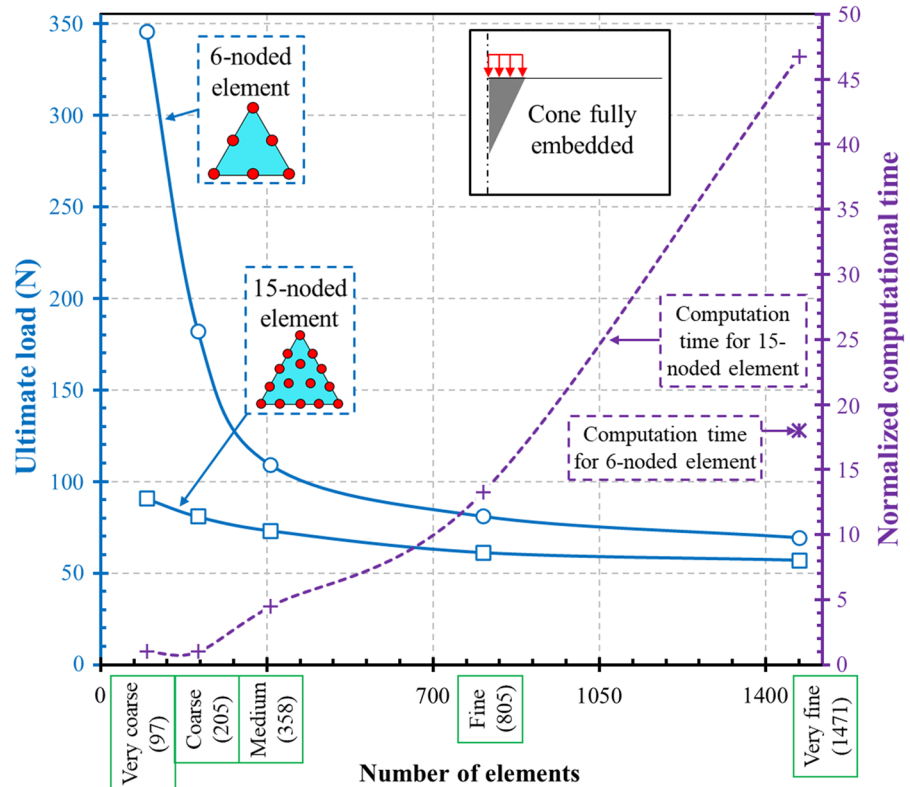 350
300
250
200
150
100
50
0
Ultimate load (N)
50
45
40
35
30
25
20
15
10
5
0
Normalized computational time
6-noded
element
Cone fully
embedded
15-noded
element
Computation
time for 15-
noded element
Computation time
for 6-noded element
0
700
1050
1400
Very coarse
(97)
Coarse
(205)
Medium
(358)
Fine
(805)
Very fine
(1471)
Number of elements